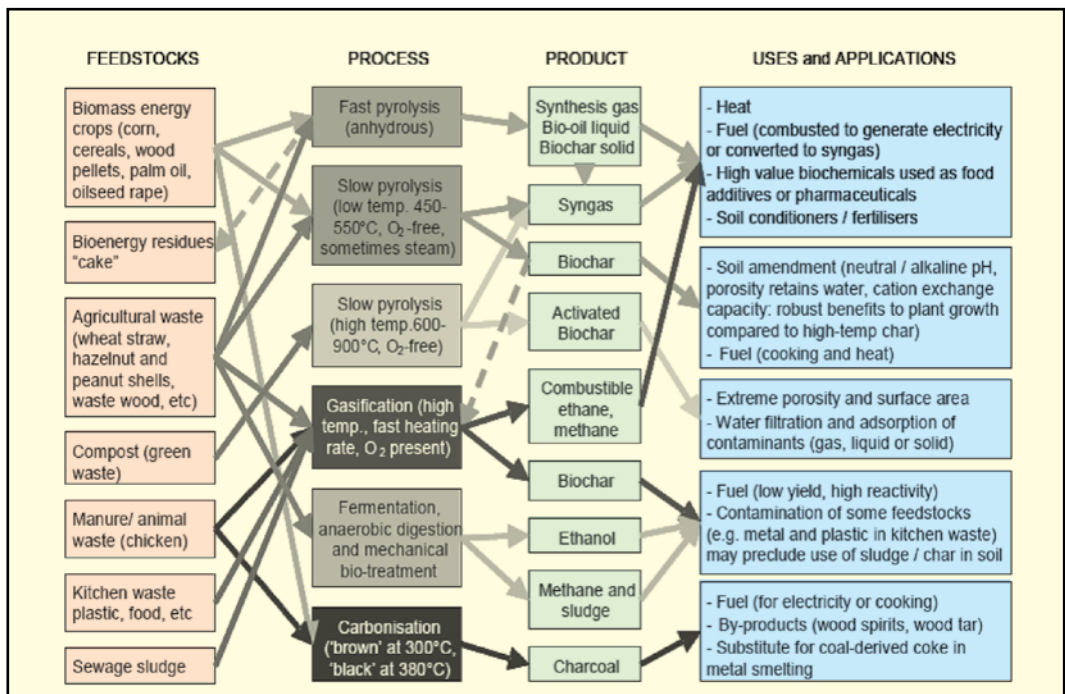 FEEDSTOCKS
PROCESS
PRODUCT
USES and APPLICATIONS
Biomass energy
crops (corn,
cereals, wood
pellets, palm oil,
oilseed rape)
Bioenergy residues
“cake”
Agricultural waste
(wheat straw,
hazelnut and
peanut shells,
waste wood, etc)
Compost (green
waste)
Manure/ animal
waste (chicken)
Kitchen waste
plastic, food, etc
Sewage sludge
Fast pyrolysis
(anhydrous)
Slow pyrolysis
(low temp. 450-
550°C, O₂-free,
sometimes steam)
Slow pyrolysis
(high temp.600-
900°C, O₂-free)
Gasification (high
temp., fast heating
rate, O₂ present)
Fermentation,
anaerobic digestion
and mechanical
bio-treatment
Carbonisation
(‘brown’ at 300°C,
‘black’ at 380°C)
Synthesis gas
Bio-oil liquid
Biochar solid
Syngas
Biochar
Activated
Biochar
Combustible
ethane,
methane
Biochar
Ethanol
Methane and
sludge
Charcoal
- Heat
- Fuel (combusted to generate electricity
or converted to syngas)
- High value biochemicals used as food
additives or pharmaceuticals
- Soil conditioners / fertilisers
- Soil amendment (neutral / alkaline pH,
porosity retains water, cation exchange
capacity: robust benefits to plant growth
compared to high-temp char)
- Fuel (cooking and heat)
- Extreme porosity and surface area
- Water filtration and adsorption of
contaminants (gas, liquid or solid)
- Fuel (low yield, high reactivity)
- Contamination of some feedstocks
(e.g. metal and plastic in kitchen waste)
may preclude use of sludge / char in soil
- Fuel (for electricity or cooking)
- By-products (wood spirits, wood tar)
- Substitute for coal-derived coke in
metal smelting